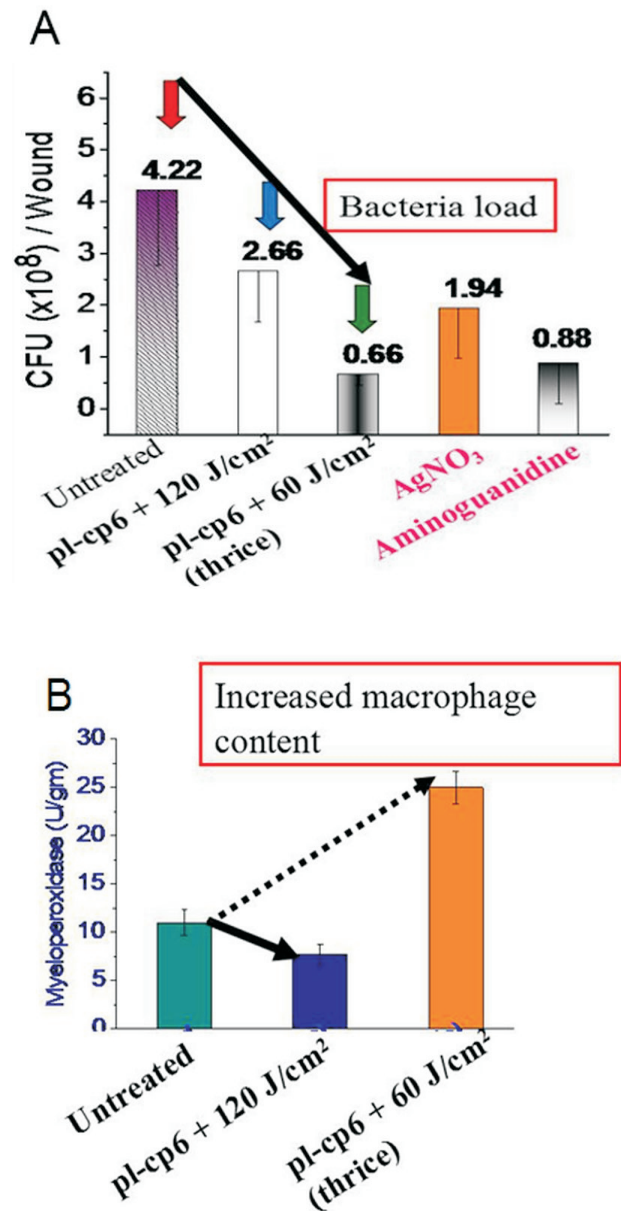 A
CFU (x10⁸) / Wound
6
5
4
3
2
1
0
4.22
2.66
0.66
1.94
0.88
Bacteria load
Untreated
pl-cp6 + 120 J/cm²
pl-cp6 + 60 J/cm²
(thrice)
AgNO₃
Aminoguanidine
B
Increased macrophage
content
Myeloperoxidase (U/gm)
30
25
20
15
10
5
0
Untreated
pl-cp6 + 120 J/cm²
pl-cp6 + 60 J/cm²
(thrice)